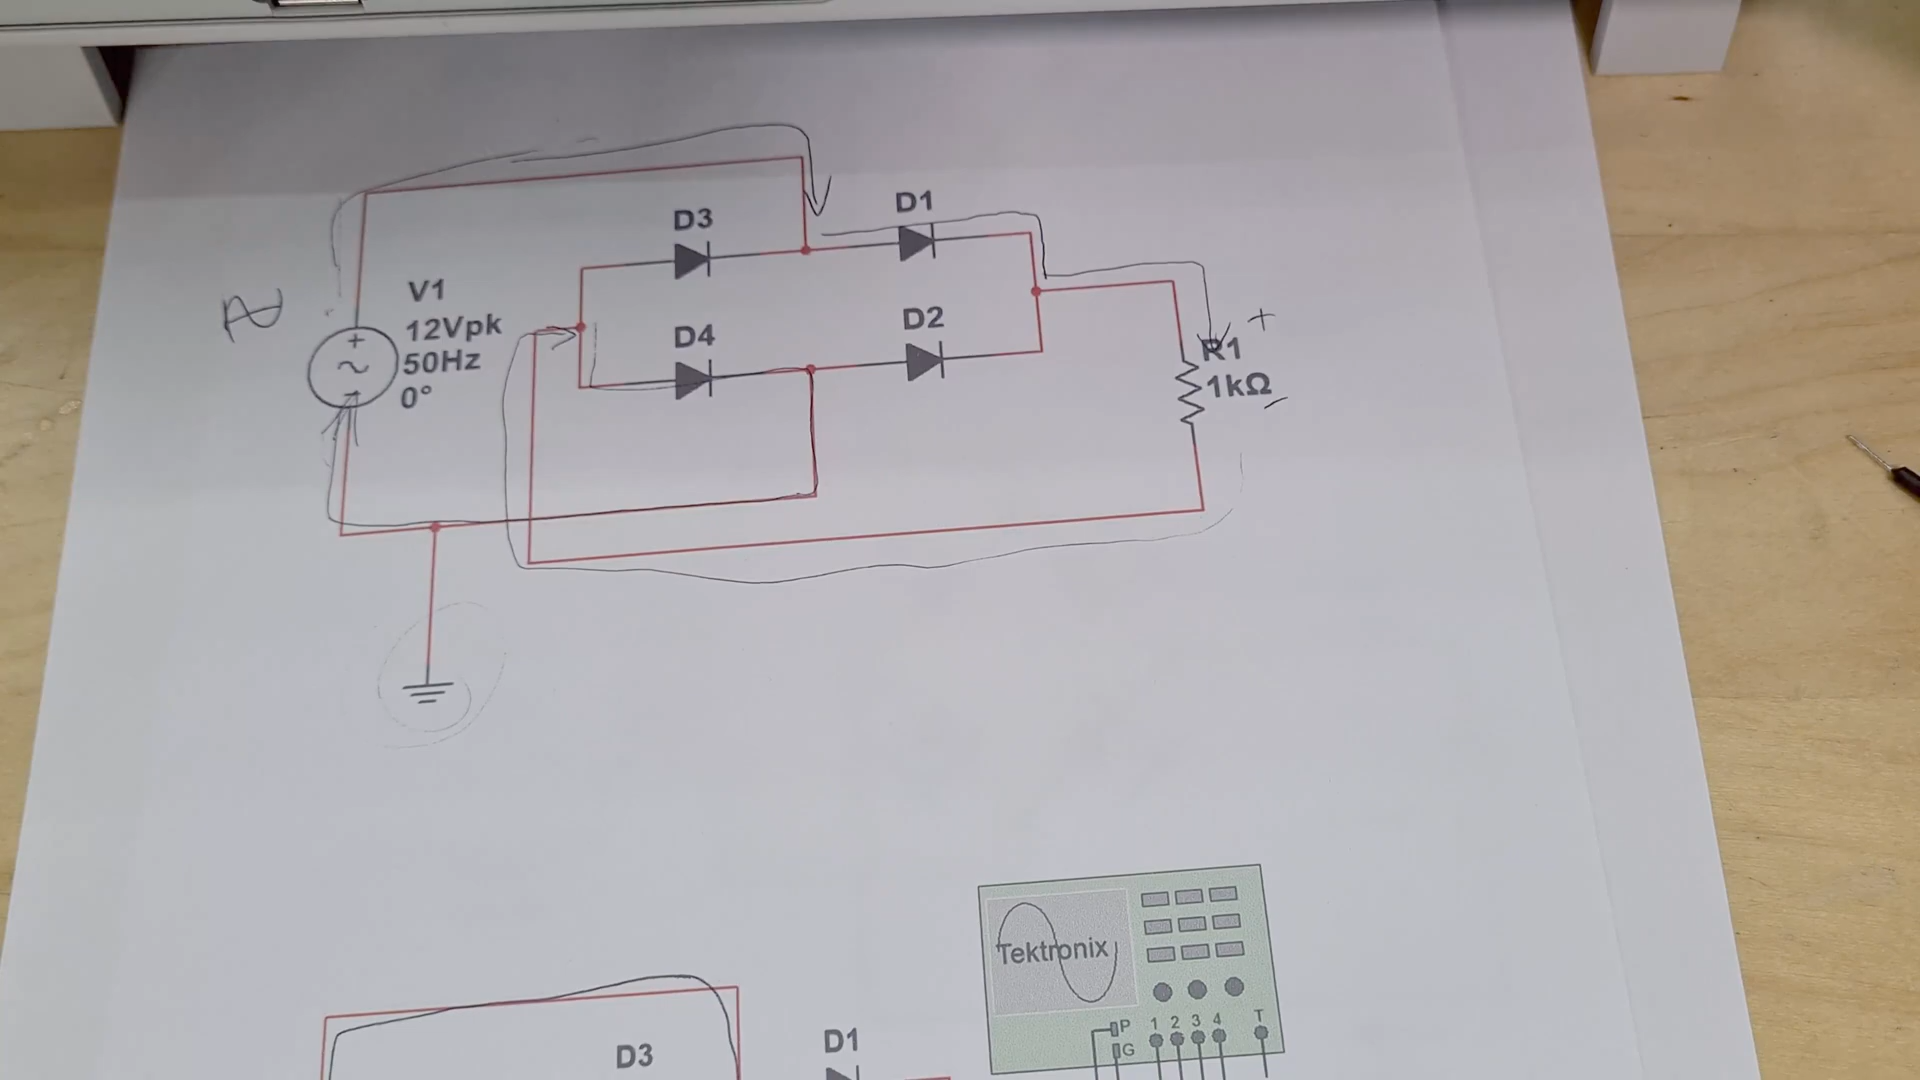 D1
D3
V1
12Vpk
50Hz
0°
+
D4
D2
+
R1
1kΩ
Tektronix
P
1 2 3 4 T
G
D3
D1